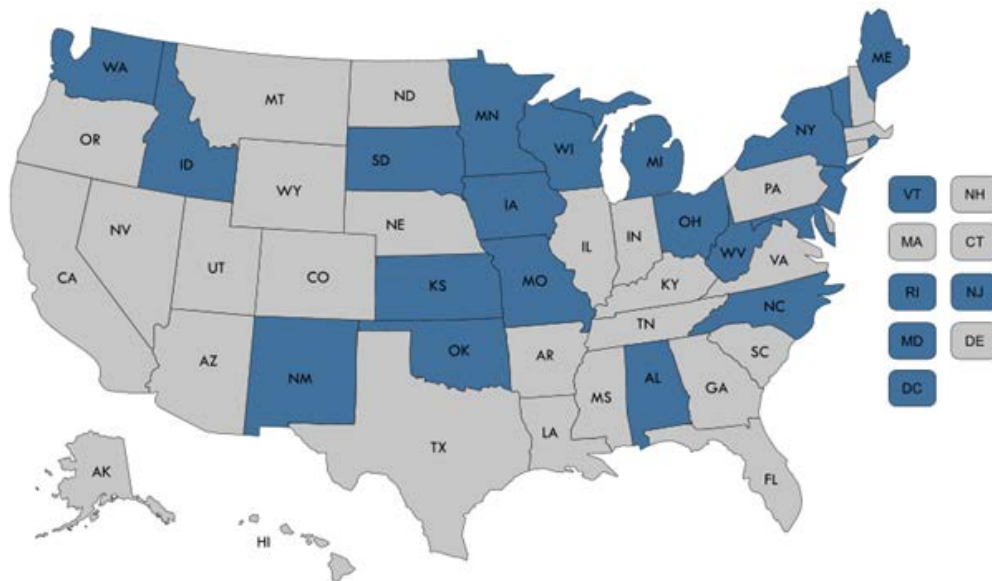 WA
MT
ND
MN
ME
OR
ID
SD
WI
MI
NY
WY
IA
PA
VT NH
NE
OH
NV
IL IN
WV
MA CT
UT
CO
VA
CA
KS
MO
KY
RI NJ
NC
TN
AZ
OK
AR
SC
MD DE
NM
MS AL GA
DC
TX
LA
AK
FL
HI